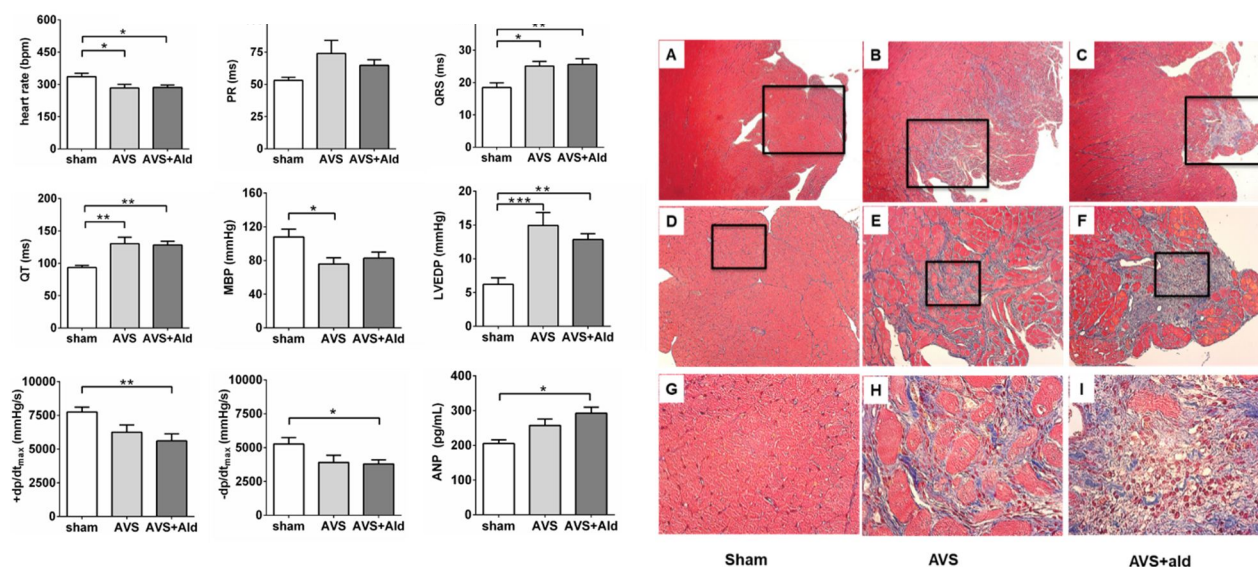 600
450
300
150
0
heart rate (bpm)
*
*
sham AVS AVS+Ald
75
50
25
0
PR (ms)
sham AVS AVS+Ald
30
20
10
0
QRS (ms)
**
*
sham AVS AVS+Ald
200
150
100
50
0
QT (ms)
**
**
sham AVS AVS+Ald
160
120
80
40
0
MBP (mmHg)
*
sham AVS AVS+Ald
20
16
12
8
4
0
LVEDP (mmHg)
**
***
sham AVS AVS+Ald
10000
7500
5000
2500
0
+dp/dtmax (mmHg/s)
**
sham AVS AVS+Ald
10000
7500
5000
2500
0
-dp/dtmax (mmHg/s)
*
sham AVS AVS+Ald
400
300
200
100
0
ANP (pg/mL)
*
sham AVS AVS+Ald
A B C
D E F
G H I
Sham AVS AVS+ald